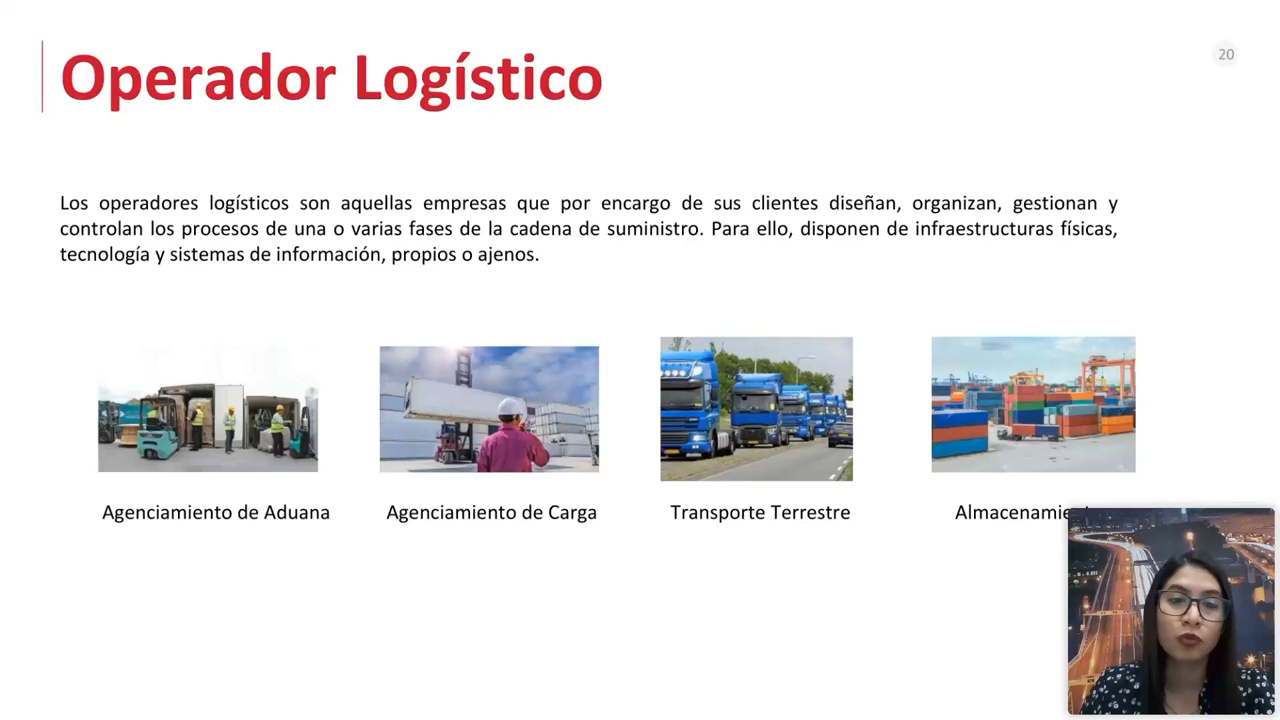 Operador Logístico
20
Los operadores logísticos son aquellas empresas que por encargo de sus clientes diseñan, organizan, gestionan y
controlan los procesos de una o varias fases de la cadena de suministro. Para ello, disponen de infraestructuras físicas,
tecnología y sistemas de información, propios o ajenos.
Agenciamiento de Aduana
Agenciamiento de Carga
Transporte Terrestre